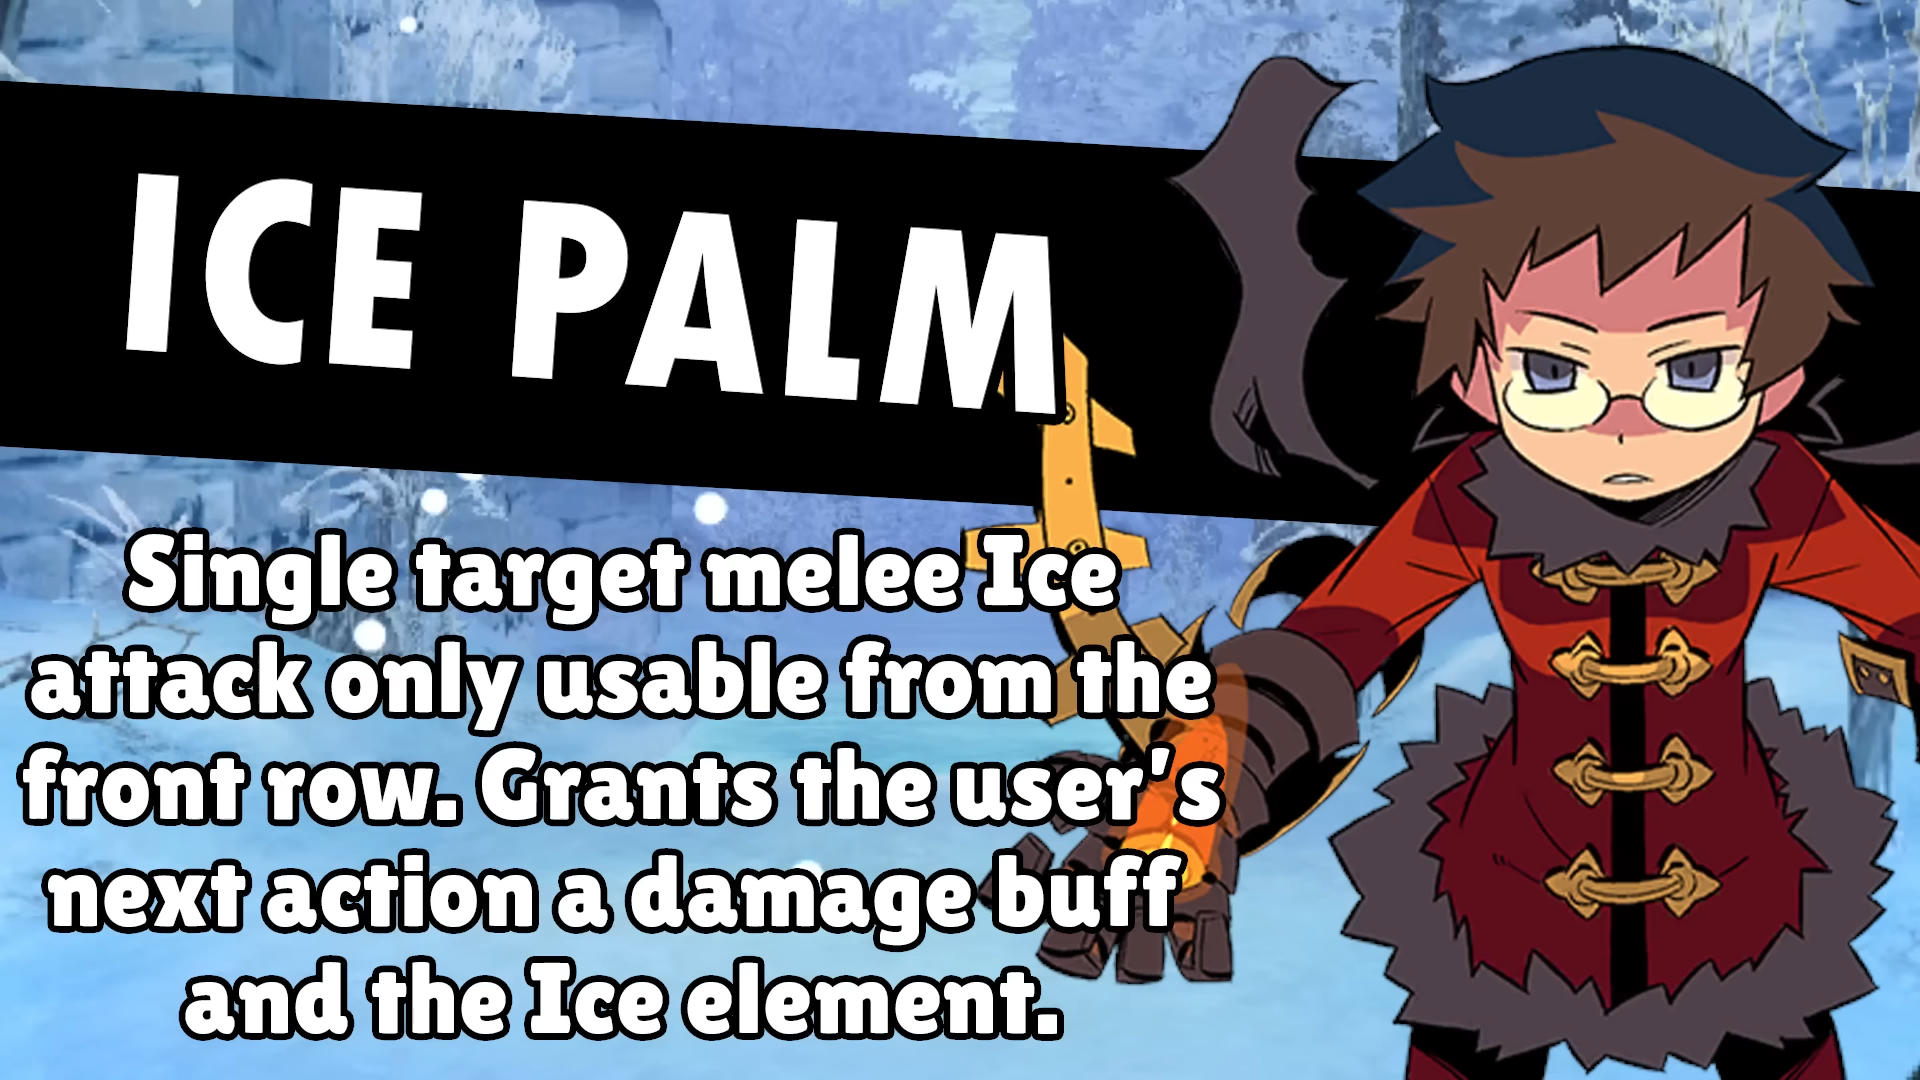 ICE PALM
Single target melee Ice
attack only usable from the
front row. Grants the user's
next action a damage buff
and the Ice element.